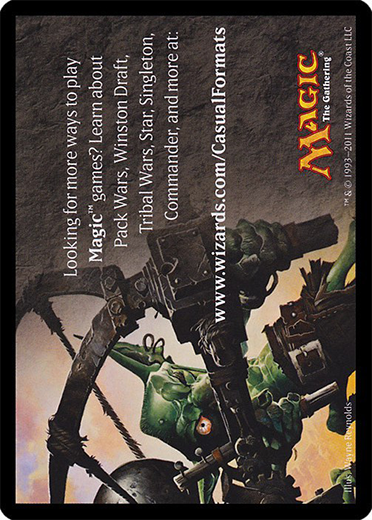 Looking for more ways to play
Magic™ games? Learn about
Pack Wars, Winston Draft,
Tribal Wars, Star, Singleton,
Commander, and more at:
www.wizards.com/CasualFormats
MAGIC
The Gathering®
™ & © 1993–2011 Wizards of the Coast LLC
Illus. Wayne Reynolds